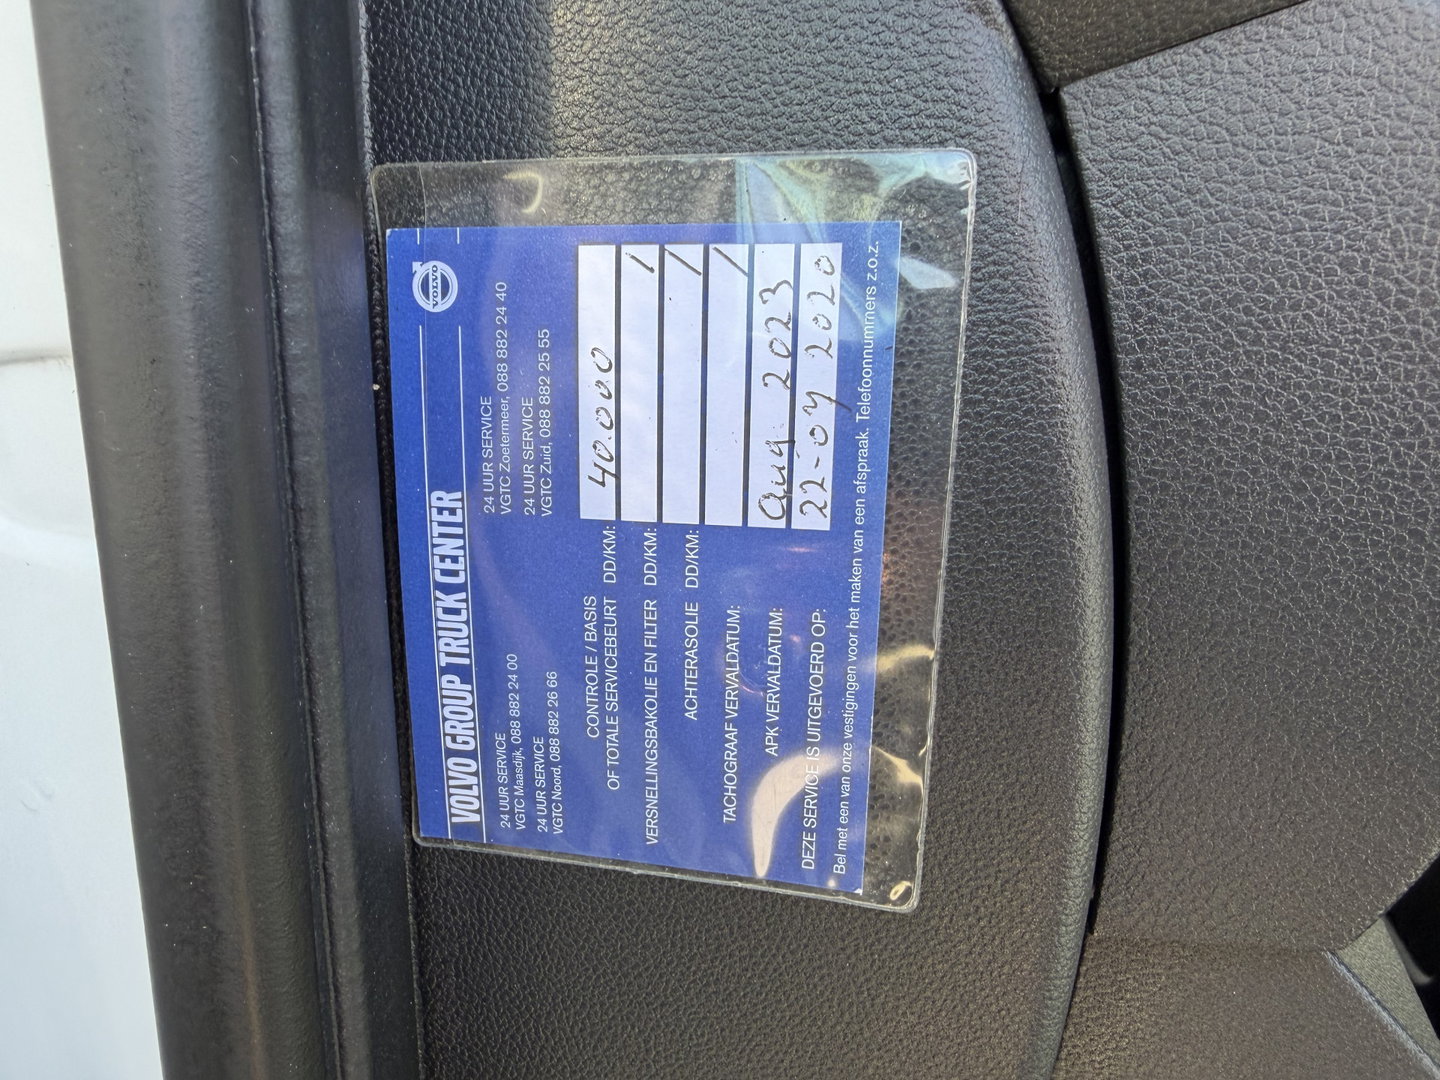 VOLVO GROUP TRUCK CENTER
VOLVO
24 UUR SERVICE
VGTC Maasdijk, 088 882 24 00
24 UUR SERVICE
VGTC Zoetermeer, 088 882 24 40
24 UUR SERVICE
VGTC Noord, 088 882 26 66
24 UUR SERVICE
VGTC Zuid, 088 882 25 55
CONTROLE / BASIS
OF TOTALE SERVICEBEURT DD/KM: 40.000
VERSNELLINGSBAKOLIE EN FILTER DD/KM: /
ACHTERASOLIE DD/KM: /
TACHOGRAAF VERVALDATUM: /
APK VERVALDATUM: aug. 2023
DEZE SERVICE IS UITGEVOERD OP: 22-07 2020
Bel met een van onze vestigingen voor het maken van een afspraak. Telefoonnummers z.o.z.